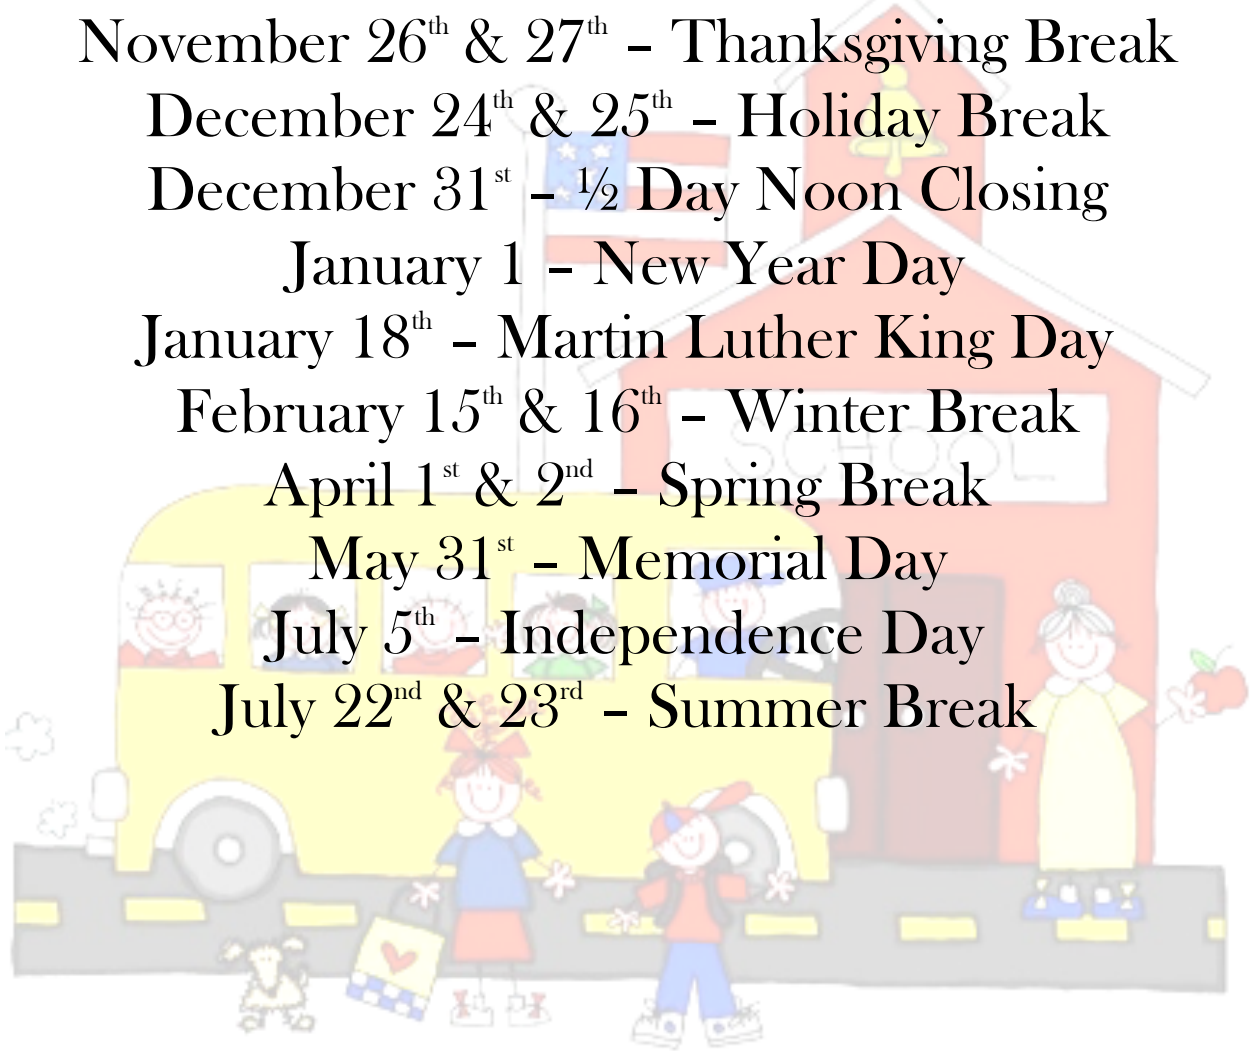 November 26th & 27th – Thanksgiving Break
December 24th & 25th – Holiday Break
December 31st – ½ Day Noon Closing
January 1 – New Year Day
January 18th – Martin Luther King Day
February 15th & 16th – Winter Break
SCHOOL
April 1st & 2nd – Spring Break
May 31st – Memorial Day
July 5th – Independence Day
July 22nd & 23rd – Summer Break